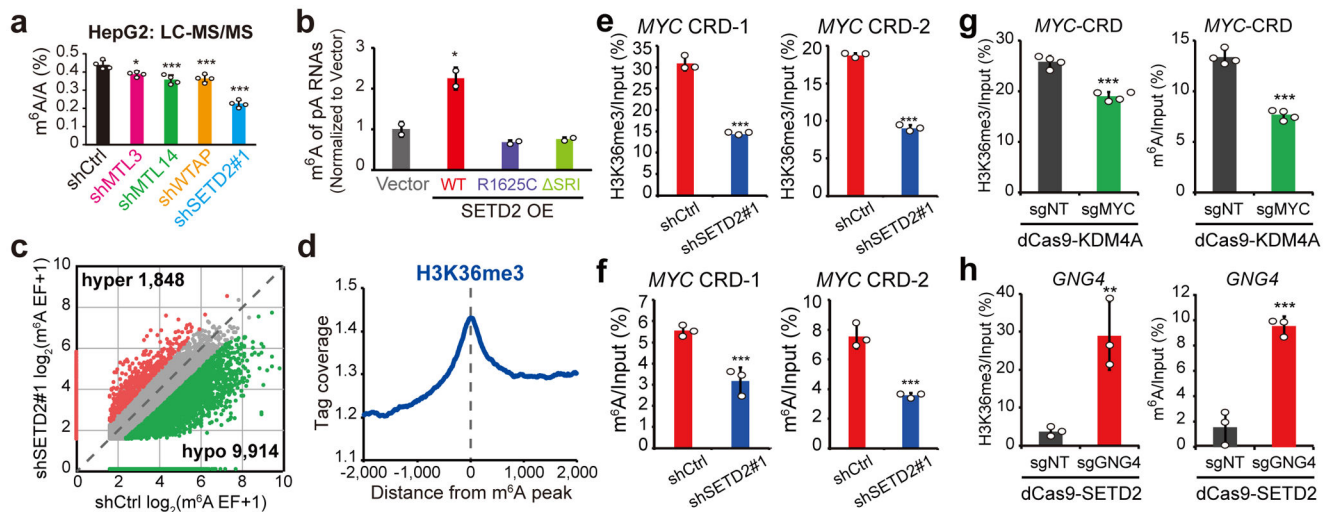 a
HepG2: LC-MS/MS
m⁶A/A (%)
0.5
0.4
0.3
0.2
0.1
0
*
***
***
***
shCtrl
shMTL3
shMTL14
shWTAP
shSETD2#1
b
m⁶A of pA RNAs
(Normalized to Vector)
3
2
1
0
*
Vector
WT
R1625C
ΔSRI
SETD2 OE
c
shSETD2#1 log₂(m⁶A EF+1)
10
8
6
4
2
0
hyper 1,848
hypo 9,914
0
2
4
6
8
10
shCtrl log₂(m⁶A EF+1)
d
H3K36me3
Tag coverage
1.5
1.4
1.3
1.2
1.1
-2,000
-1,000
0
1,000
2,000
Distance from m⁶A peak
e
MYC CRD-1
H3K36me3/Input (%)
35
30
25
20
15
10
5
0
***
shCtrl
shSETD2#1
MYC CRD-2
20
15
10
5
0
***
shCtrl
shSETD2#1
f
MYC CRD-1
m⁶A/Input (%)
7
6
5
4
3
2
1
0
***
shCtrl
shSETD2#1
MYC CRD-2
m⁶A/Input (%)
10
8
6
4
2
0
***
shCtrl
shSETD2#1
g
MYC-CRD
H3K36me3/Input (%)
30
25
20
15
10
5
0
***
sgNT
sgMYC
dCas9-KDM4A
MYC-CRD
m⁶A/Input (%)
15
10
5
0
***
sgNT
sgMYC
dCas9-KDM4A
h
GNG4
H3K36me3/Input (%)
60
40
20
0
**
sgNT
sgGNG4
dCas9-SETD2
GNG4
m⁶A/Input (%)
12
10
8
6
4
2
0
***
sgNT
sgGNG4
dCas9-SETD2